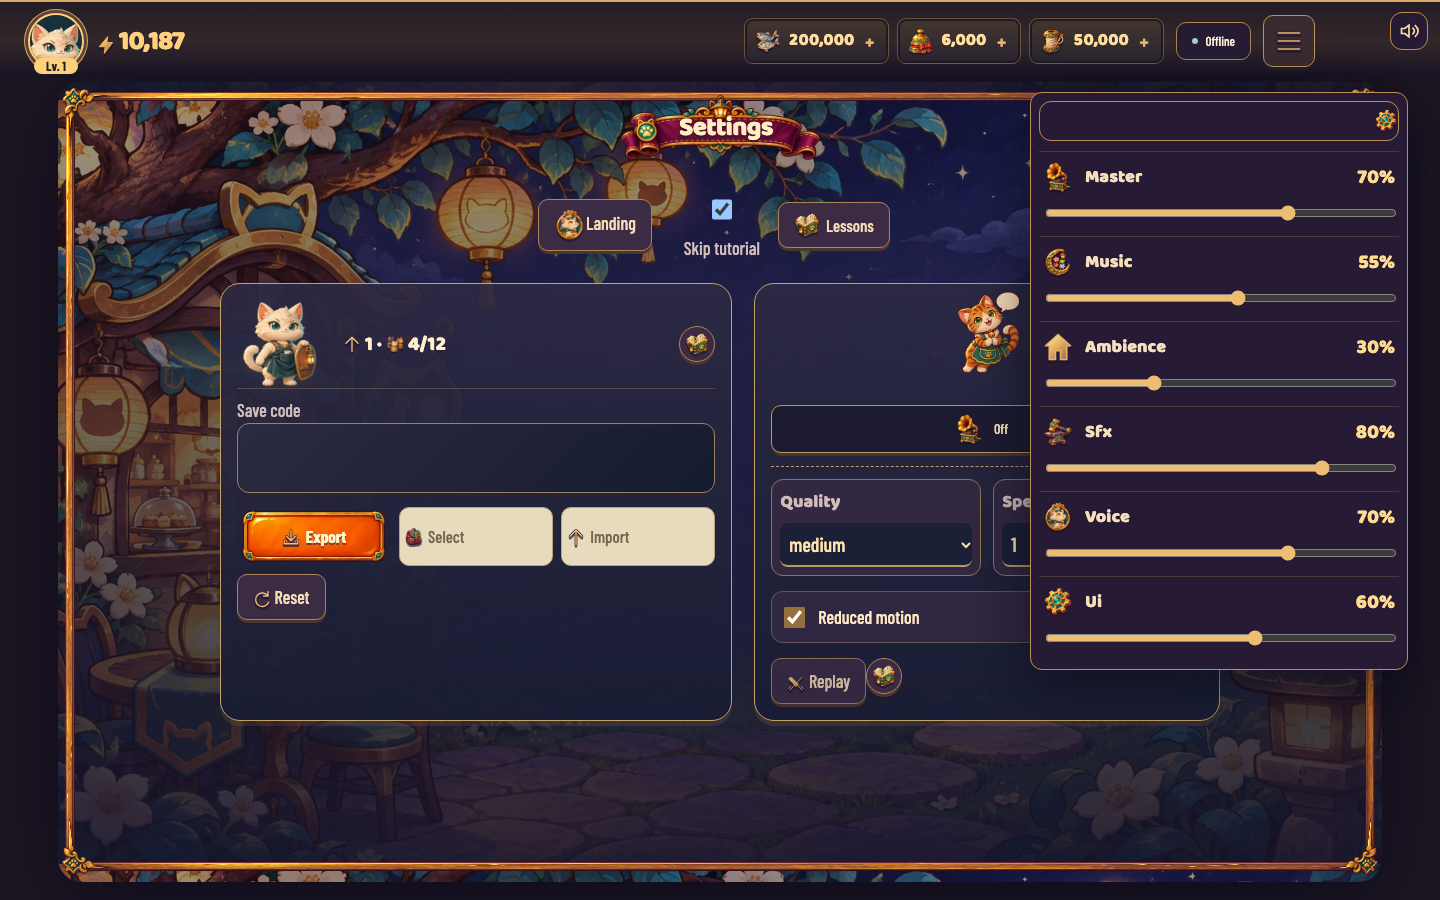 10,187
200,000 +
6,000 +
50,000 +
Offline
Lv. 1
Settings
Landing
Skip tutorial
Lessons
1 • 4/12
Save code
Export
Select
Import
Reset
Off
Quality
Spe
medium
1
Reduced motion
Replay
Master 70%
Music 55%
Ambience 30%
Sfx 80%
Voice 70%
Ui 60%